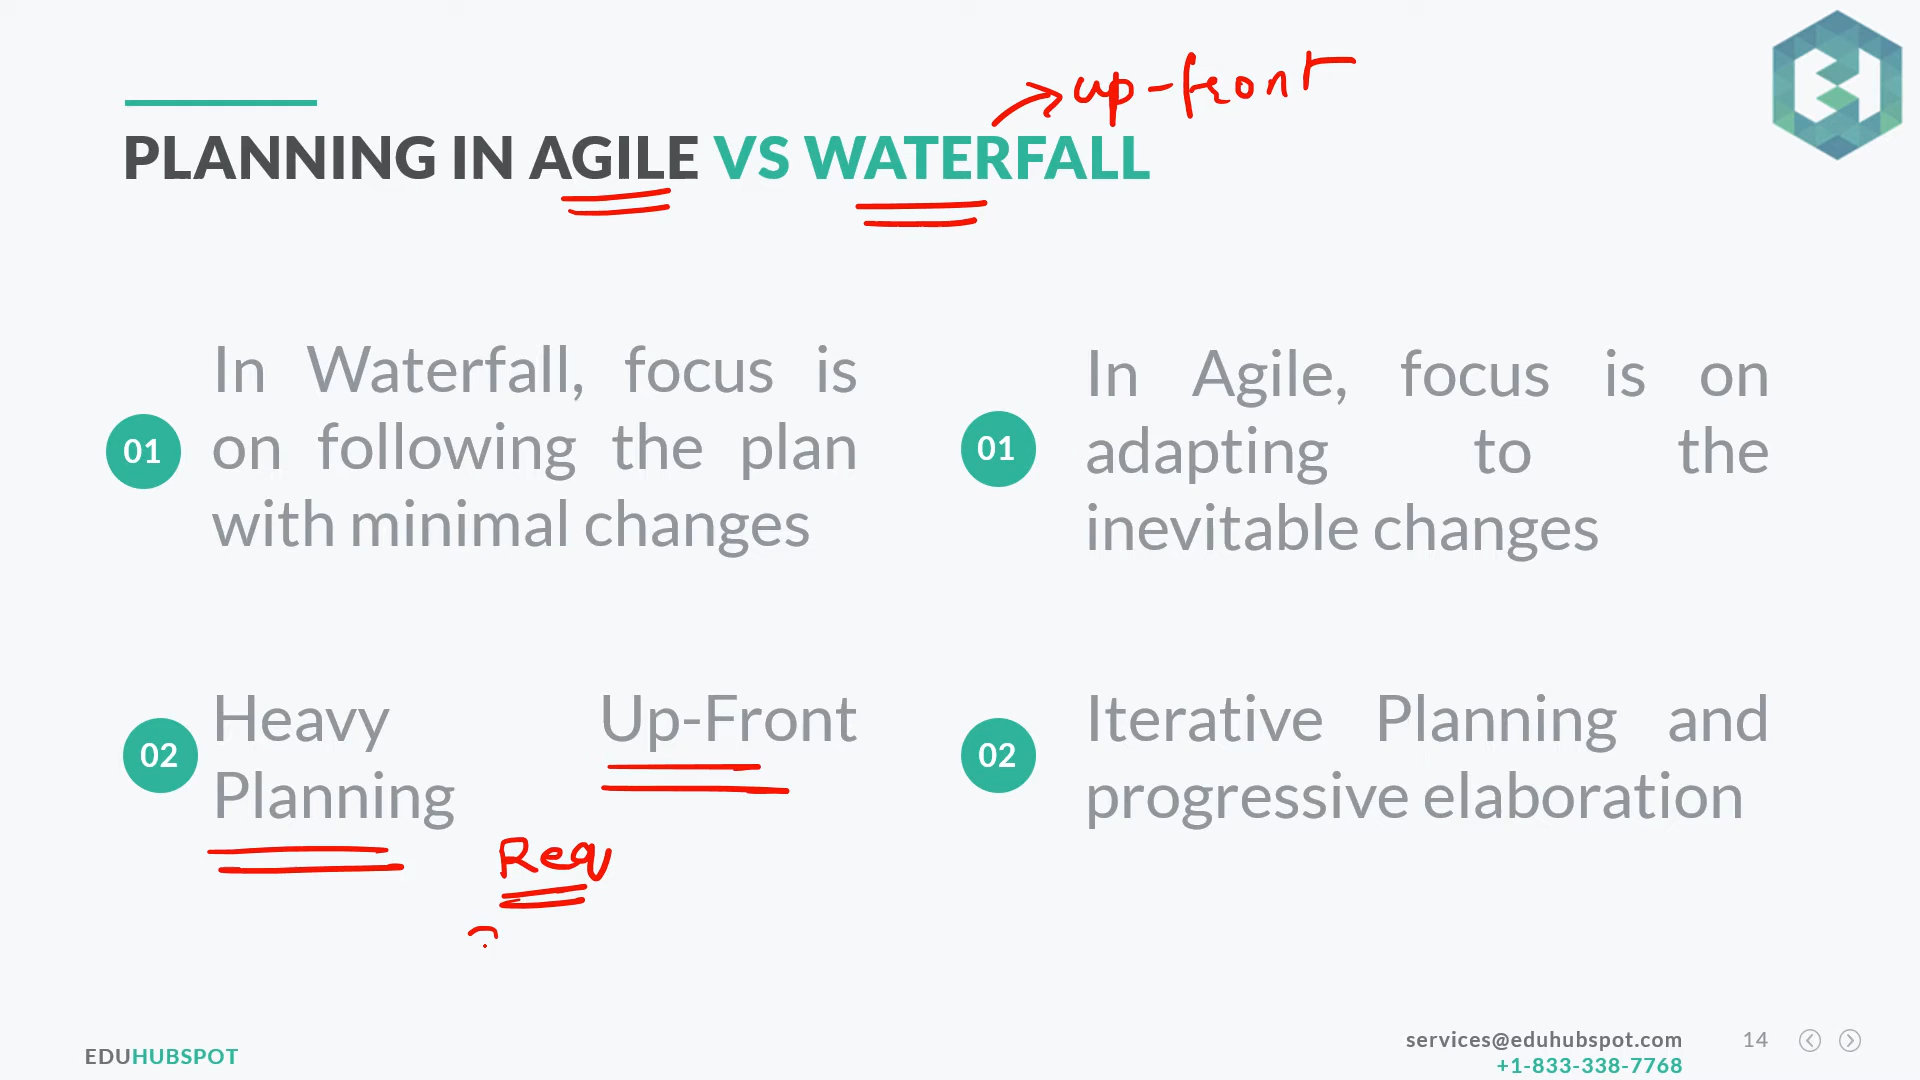 up-front
PLANNING IN AGILE VS WATERFALL
In Waterfall, focus is
on following the plan
with minimal changes
01
In Agile, focus is on
adapting to the
inevitable changes
01
Heavy Up-Front
Planning
02
Req
Iterative Planning and
progressive elaboration
02
EDUHUBSPOT
services@eduhubspot.com
+1-833-338-7768
14